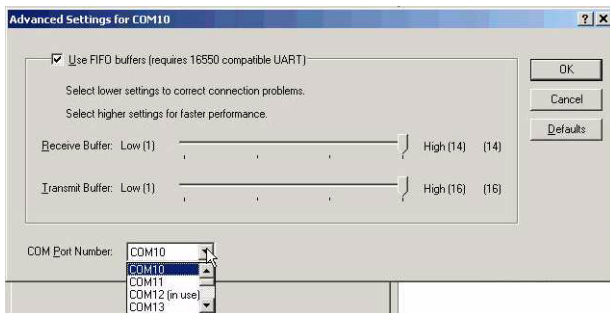 Advanced Settings for COM10
Use FIFO buffers (requires 16550 compatible UART)
OK
Select lower settings to correct connection problems.
Cancel
Select higher settings for faster performance.
Defaults
Receive Buffer: Low (1) High (14) (14)
Transmit Buffer: Low (1) High (16) (16)
COM Port Number: COM10
COM10
COM11
COM12 (in use)
COM13